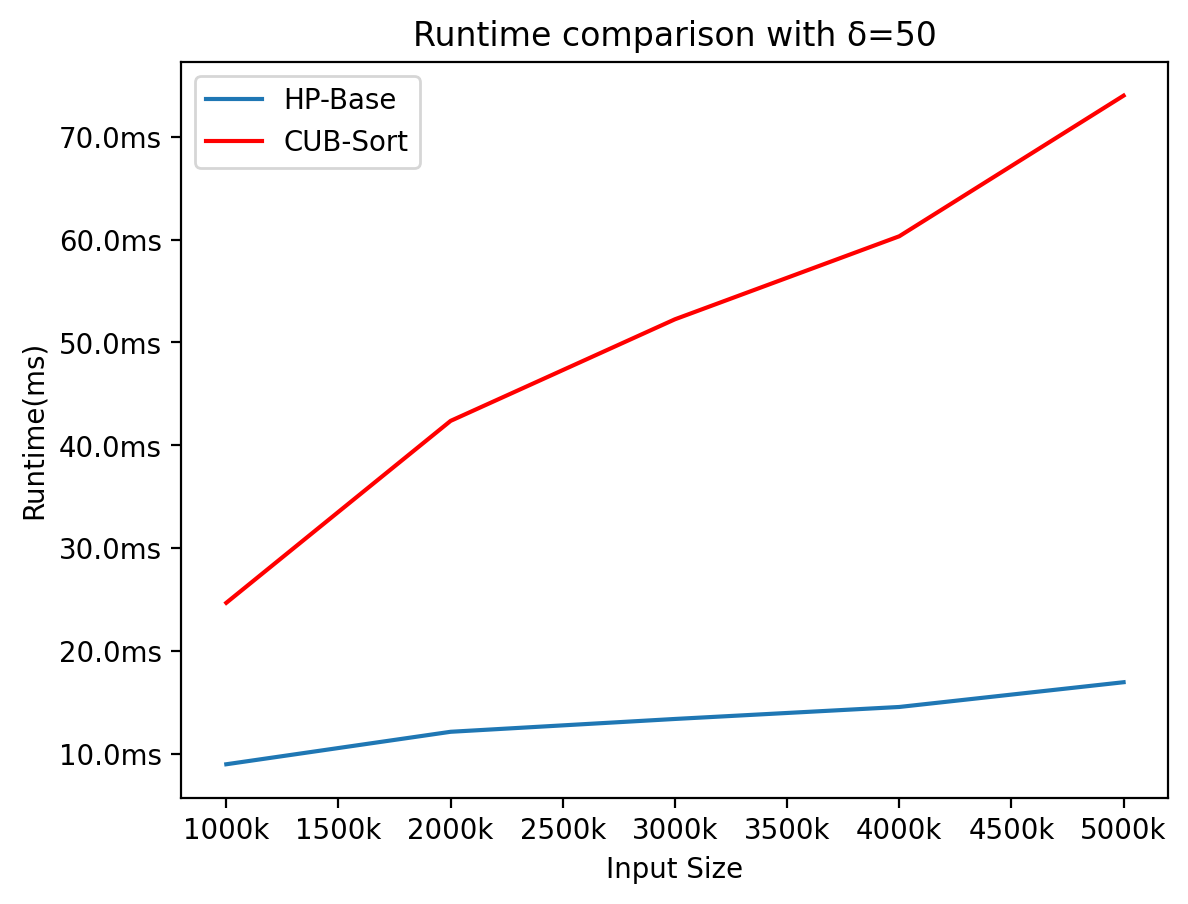 Runtime comparison with δ=50
HP-Base
CUB-Sort
70.0ms
60.0ms
50.0ms
40.0ms
30.0ms
20.0ms
10.0ms
Runtime(ms)
1000k 1500k 2000k 2500k 3000k 3500k 4000k 4500k 5000k
Input Size